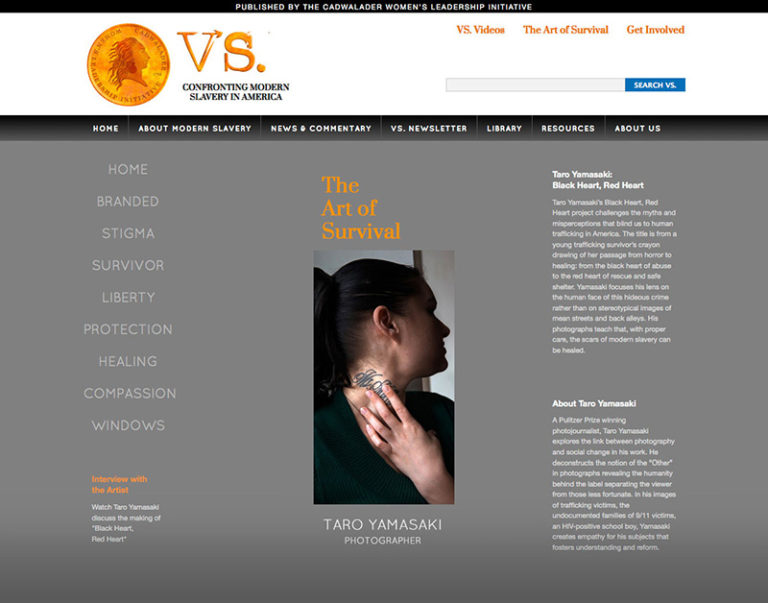 PUBLISHED BY THE CADWALADER WOMEN'S LEADERSHIP INITIATIVE
VS.
CONFRONTING MODERN
SLAVERY IN AMERICA
VS. Videos The Art of Survival Get Involved
SEARCH VS.
HOME ABOUT MODERN SLAVERY NEWS & COMMENTARY VS. NEWSLETTER LIBRARY RESOURCES ABOUT US
HOME
BRANDED
STIGMA
SURVIVOR
LIBERTY
PROTECTION
HEALING
COMPASSION
WINDOWS
Interview with
the Artist
Watch Taro Yamasaki
discuss the making of
"Black Heart,
Red Heart"
The
Art of
Survival
TARO YAMASAKI
PHOTOGRAPHER
Taro Yamasaki:
Black Heart, Red Heart
Taro Yamasaki's Black Heart, Red
Heart project challenges the myths and
misperceptions that blind us to human
trafficking in America. The title is from a
young trafficking survivor's crayon
drawing of her passage from horror to
healing: from the black heart of abuse
to the red heart of rescue and safe
shelter. Yamasaki focuses his lens on
the human face of this hideous crime
rather than on stereotypical images of
mean streets and back alleys. His
photographs teach that, with proper
care, the scars of modern slavery can
be healed.
About Taro Yamasaki
A Pulitzer Prize winning
photojournalist, Taro Yamasaki
explores the link between photography
and social change in his work. He
deconstructs the notion of the "Other"
in photographs revealing the humanity
behind the label separating the viewer
from those less fortunate. In his images
of trafficking victims, the
undocumented families of 9/11 victims,
an HIV-positive school boy, Yamasaki
creates empathy for his subjects that
fosters understanding and reform.